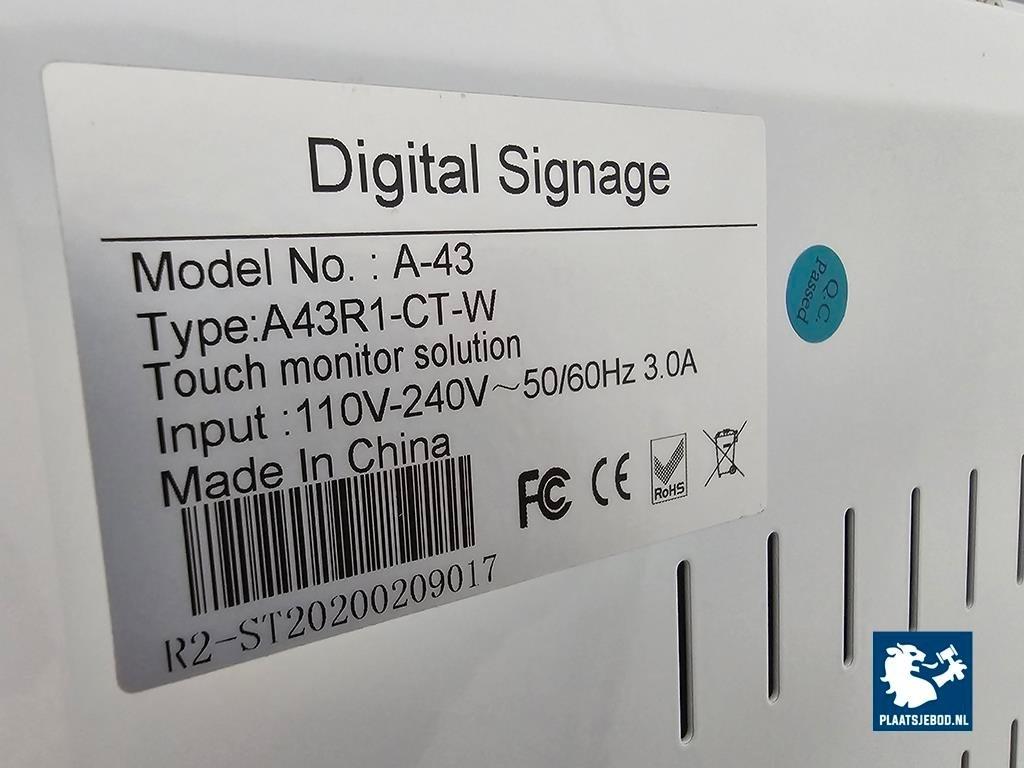 Digital Signage
Model No. : A-43
Type:A43R1-CT-W
Touch monitor solution
Input :110V-240V～50/60Hz 3.0A
Made In China
FC CE RoHS
R2-ST20200209017
Q.C.
Passed
PLAATSJEBOD.NL